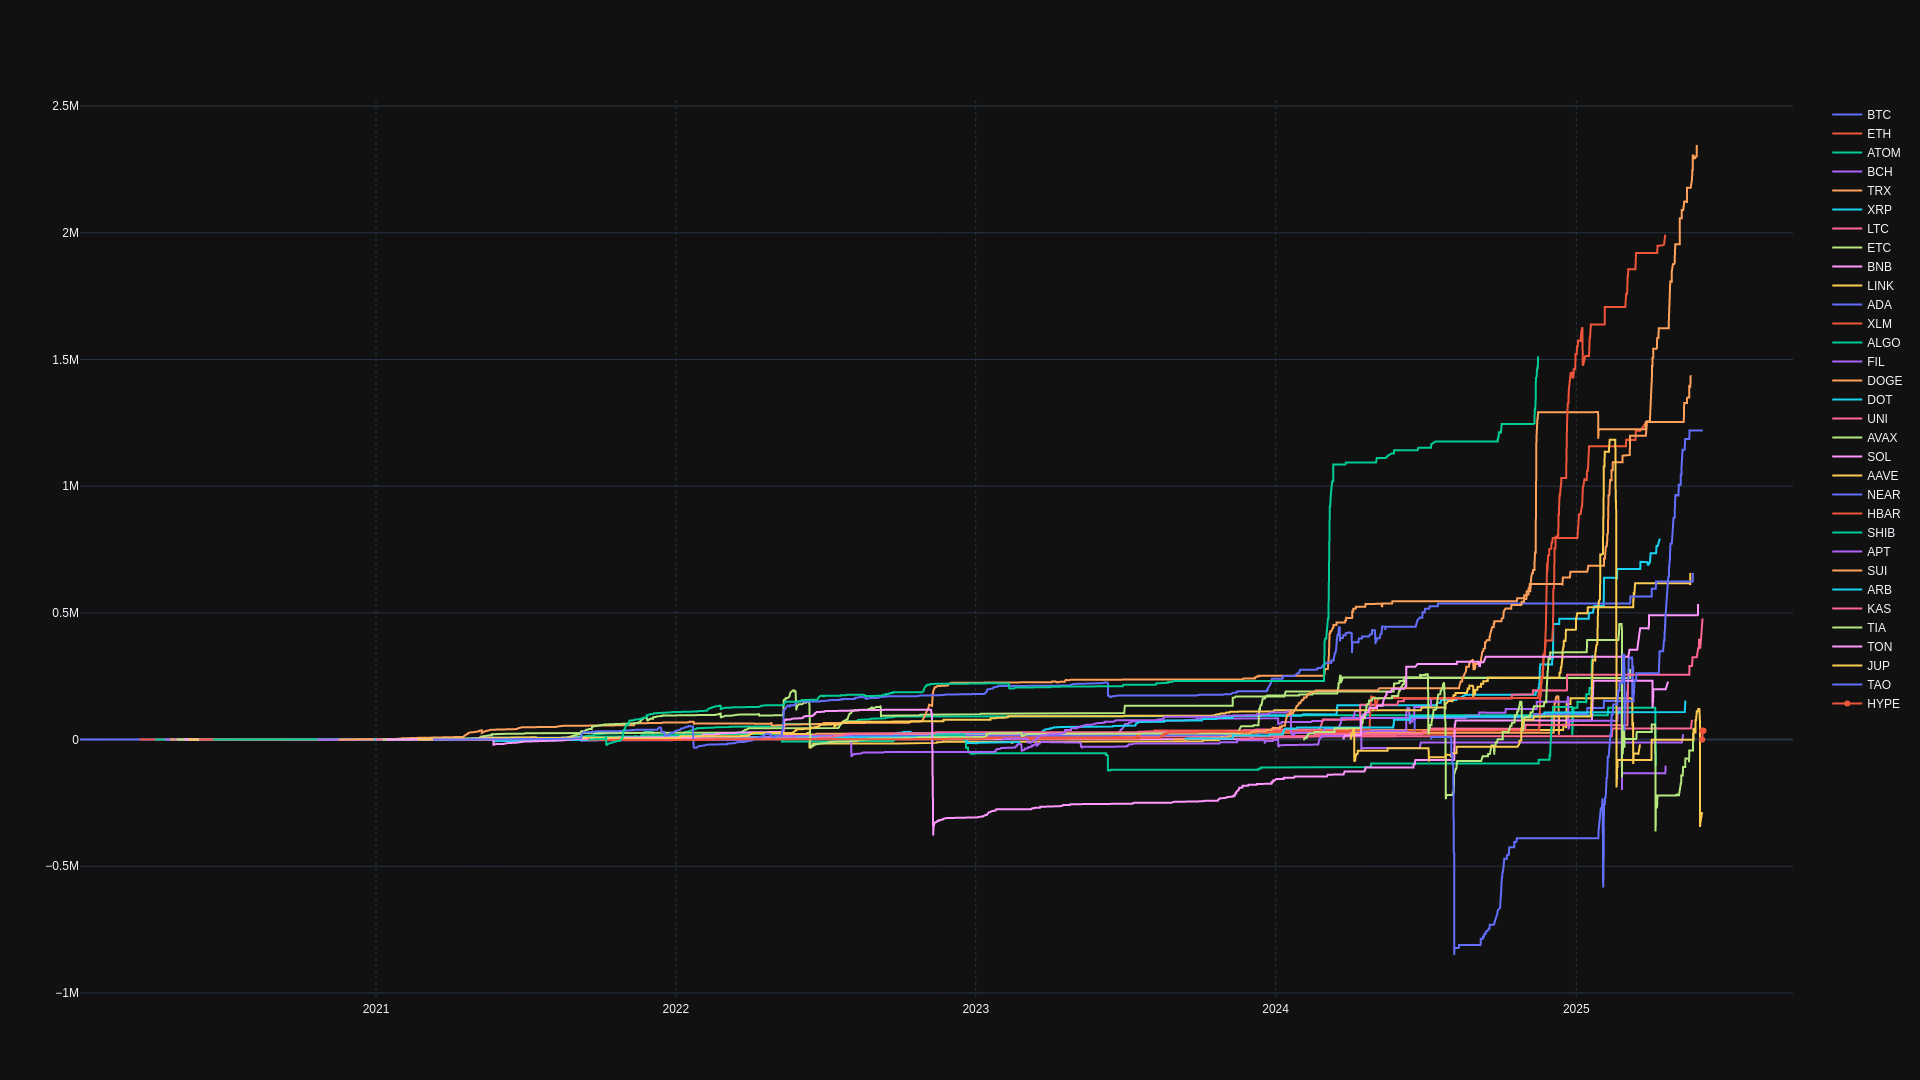 2.5M
2M
1.5M
1M
0.5M
0
−0.5M
−1M
2021
2022
2023
2024
2025
BTC
ETH
ATOM
BCH
TRX
XRP
LTC
ETC
BNB
LINK
ADA
XLM
ALGO
FIL
DOGE
DOT
UNI
AVAX
SOL
AAVE
NEAR
HBAR
SHIB
APT
SUI
ARB
KAS
TIA
TON
JUP
TAO
HYPE